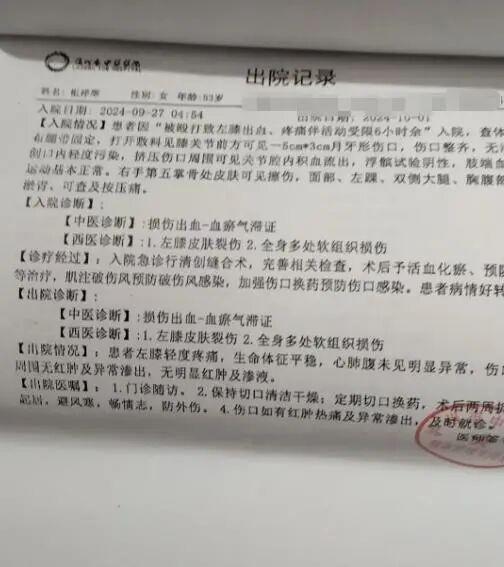 出院记录
姓名: 性别: 女 年龄: 53岁
入院日期: 2024-09-27 04:54 出院日期: 2024-10-01
【入院情况】患者因"被殴打致左膝出血、疼痛伴活动受限6小时余"入院, 查体
布绷带固定, 打开敷料见膝关节前方可见一5cm*3cm月牙形伤口, 伤口整齐, 无活
创口内轻度污染, 挤压伤口周围可见关节腔内积血流出, 浮髌试验阴性, 肢端血
运动基本正常。右手第五掌骨处皮肤可见擦伤, 面部、左踝、双侧大腿、胸腹部
瘀青、可查及按压痛。
【入院诊断】:
【中医诊断】:损伤出血-血瘀气滞证
【西医诊断】:1.左膝皮肤裂伤 2.全身多处软组织损伤
【诊疗经过】: 入院急诊行清创缝合术, 完善相关检查, 术后予活血化瘀、预防
等治疗, 肌注破伤风预防破伤风感染, 加强伤口换药预防伤口感染。患者病情好转
【出院诊断】:
【中医诊断】:损伤出血-血瘀气滞证
【西医诊断】:1.左膝皮肤裂伤 2.全身多处软组织损伤
【出院情况】: 患者左膝轻度疼痛, 生命体征平稳, 心肺腹未见明显异常, 伤口
周围无红肿及异常渗出, 无明显红肿及渗液。
【出院医嘱】: 1.门诊随访。 2.保持切口清洁干燥; 定期切口换药, 术后两周拆
起居, 避风寒, 畅情志, 防外伤。 4.伤口如有红肿热痛及异常渗出, 及时就诊
医师签